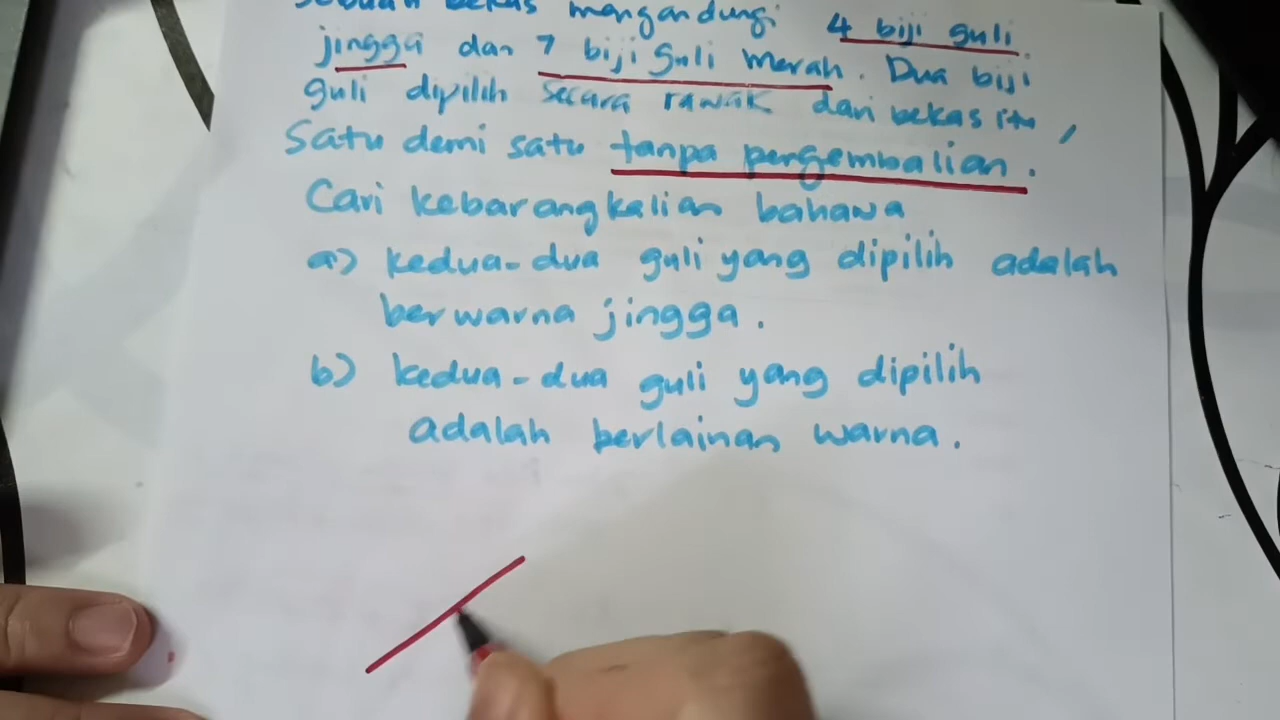 Sebuah bekas mengandungi 4 biji guli
jingga dan 7 biji guli merah. Dua biji
guli dipilih secara rawak dari bekas itu,
Satu demi satu tanpa pengembalian.
Cari kebarangkalian bahawa
a) kedua-dua guli yang dipilih adalah
berwarna jingga.
b) kedua-dua guli yang dipilih
adalah berlainan warna.